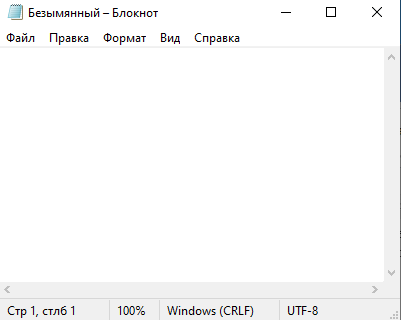 Безымянный – Блокнот
Файл Правка Формат Вид Справка
Стр 1, стлб 1 100% Windows (CRLF) UTF-8